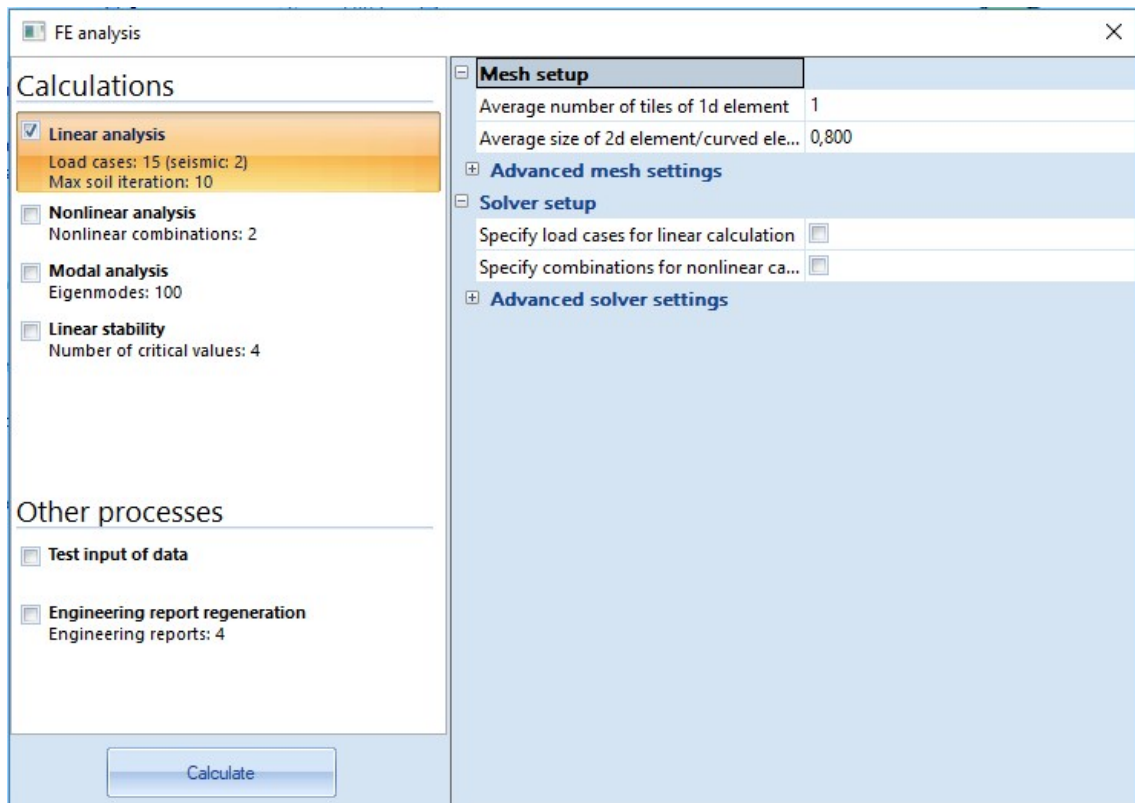 FE analysis
Calculations
Linear analysis
Load cases: 15 (seismic: 2)
Max soil iteration: 10
Nonlinear analysis
Nonlinear combinations: 2
Modal analysis
Eigenmodes: 100
Linear stability
Number of critical values: 4
Other processes
Test input of data
Engineering report regeneration
Engineering reports: 4
Calculate
Mesh setup
Average number of tiles of 1d element 1
Average size of 2d element/curved ele... 0,800
Advanced mesh settings
Solver setup
Specify load cases for linear calculation
Specify combinations for nonlinear ca...
Advanced solver settings